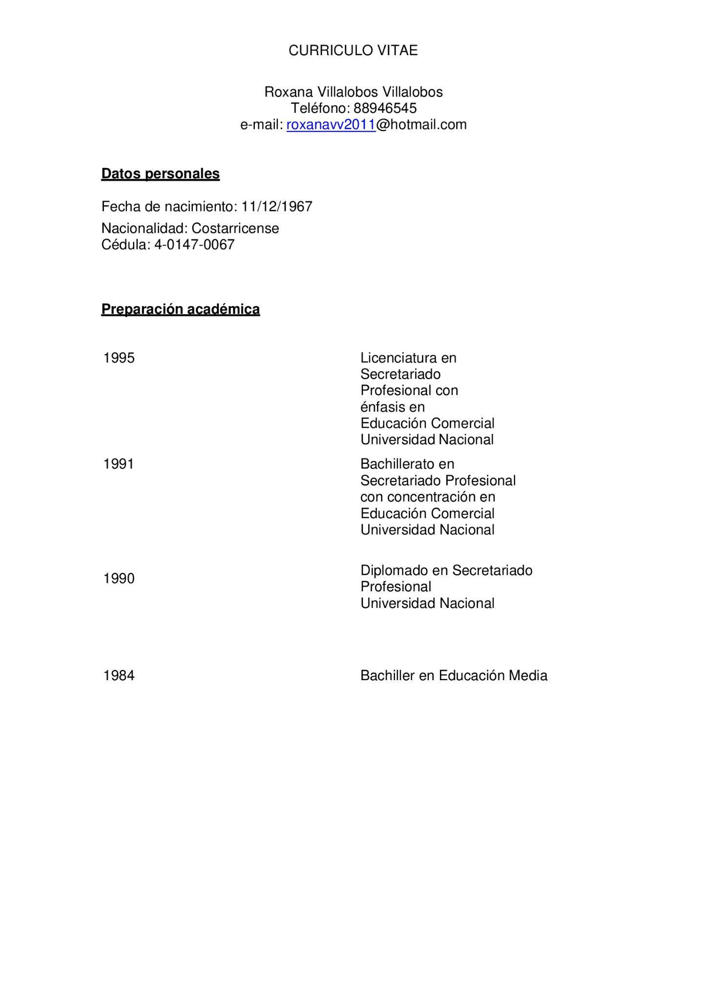 CURRICULO VITAE
Roxana Villalobos Villalobos
Teléfono: 88946545
e-mail: roxanavv2011@hotmail.com
Datos personales
Fecha de nacimiento: 11/12/1967
Nacionalidad: Costarricense
Cédula: 4-0147-0067
Preparación académica
1995 Licenciatura en
Secretariado
Profesional con
énfasis en
Educación Comercial
Universidad Nacional
1991 Bachillerato en
Secretariado Profesional
con concentración en
Educación Comercial
Universidad Nacional
1990 Diplomado en Secretariado
Profesional
Universidad Nacional
1984 Bachiller en Educación Media